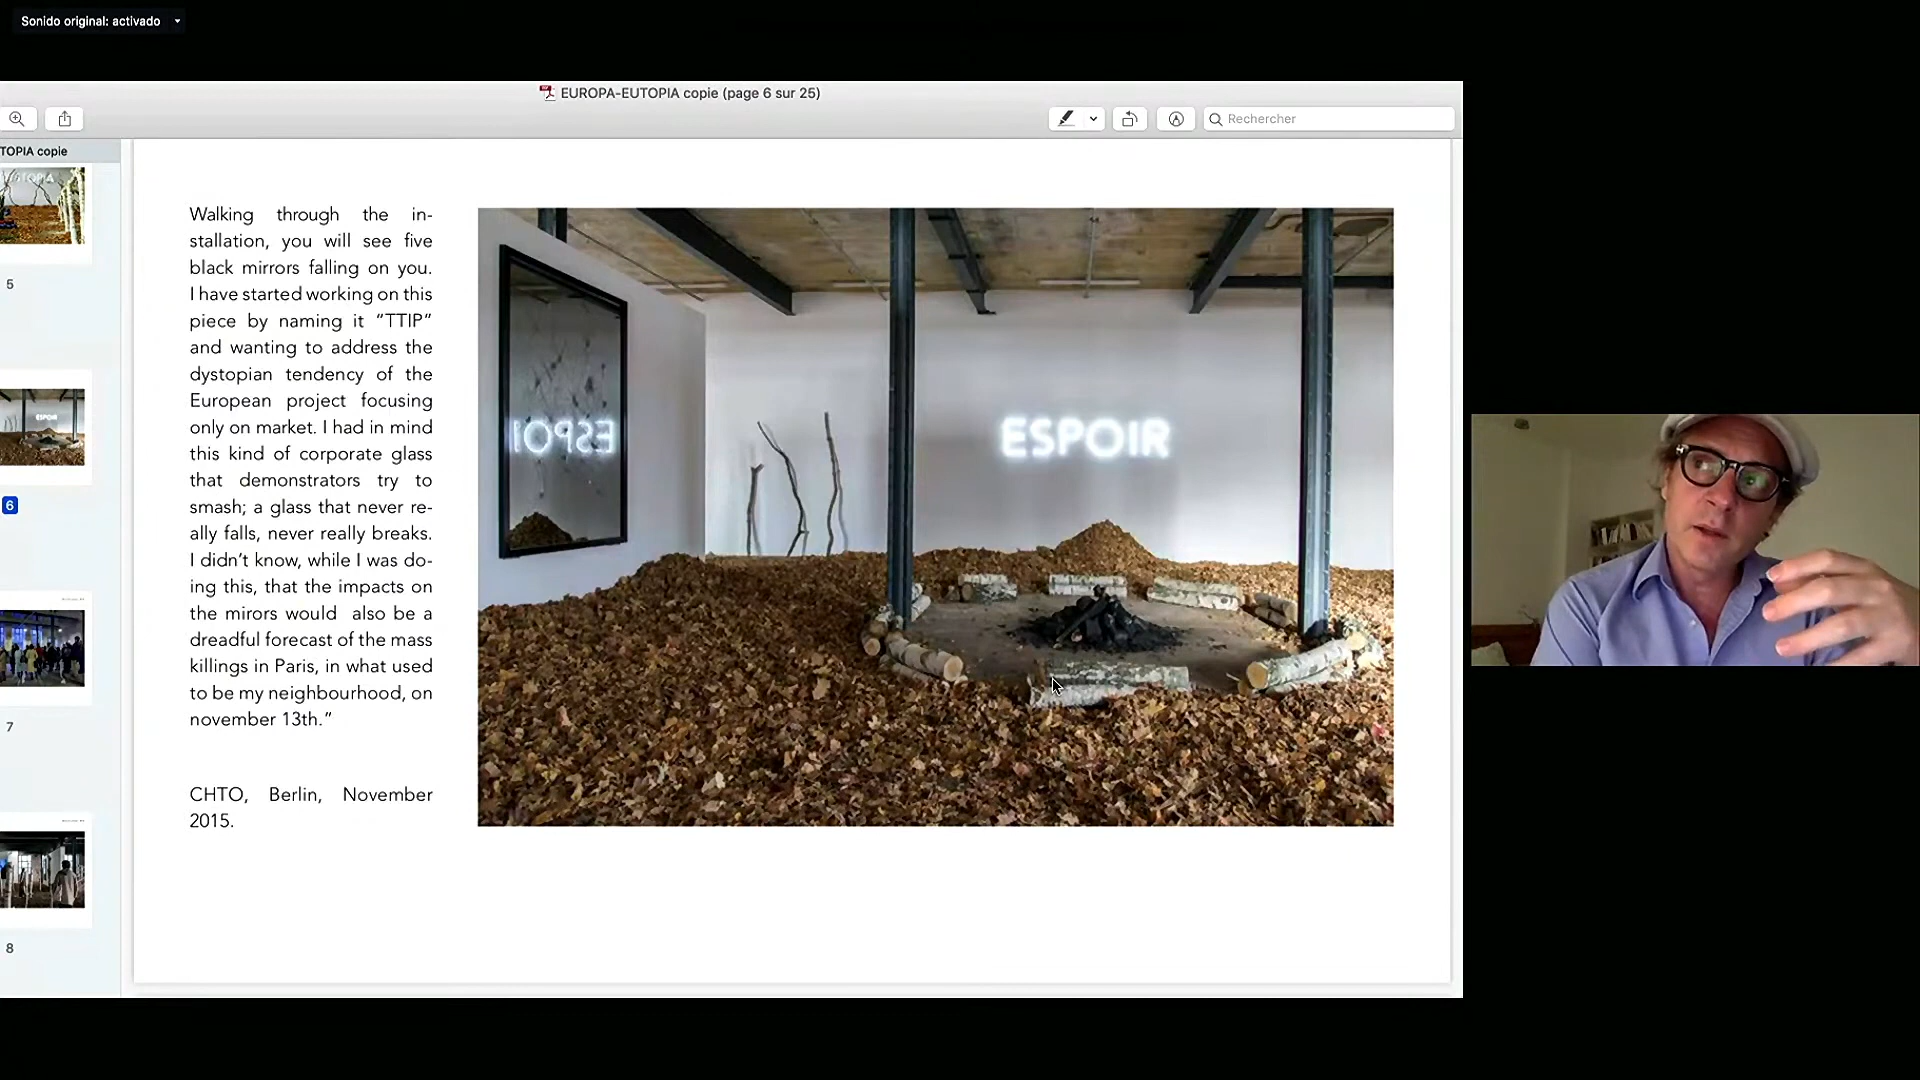 Sonido original: activado
EUROPA-EUTOPIA copie (page 6 sur 25)
Rechercher
TOPIA copie
5
6
7
8
Walking through the in-
stallation, you will see five
black mirrors falling on you.
I have started working on this
piece by naming it “TTIP”
and wanting to address the
dystopian tendency of the
European project focusing
only on market. I had in mind
this kind of corporate glass
that demonstrators try to
smash; a glass that never re-
ally falls, never really breaks.
I didn’t know, while I was do-
ing this, that the impacts on
the mirors would also be a
dreadful forecast of the mass
killings in Paris, in what used
to be my neighbourhood, on
november 13th.”
CHTO, Berlin, November
2015.
ESPOIR
ESPOI